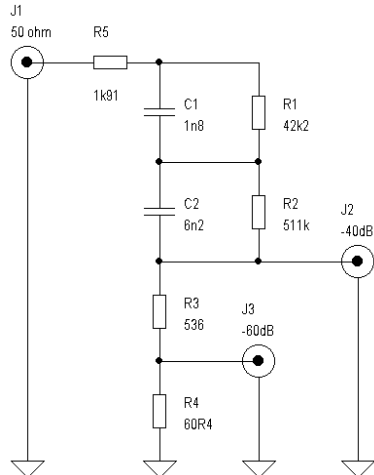 J1
50 ohm
R5
1k91
C1
1n8
R1
42k2
C2
6n2
R2
511k
J2
-40dB
R3
536
J3
-60dB
R4
60R4